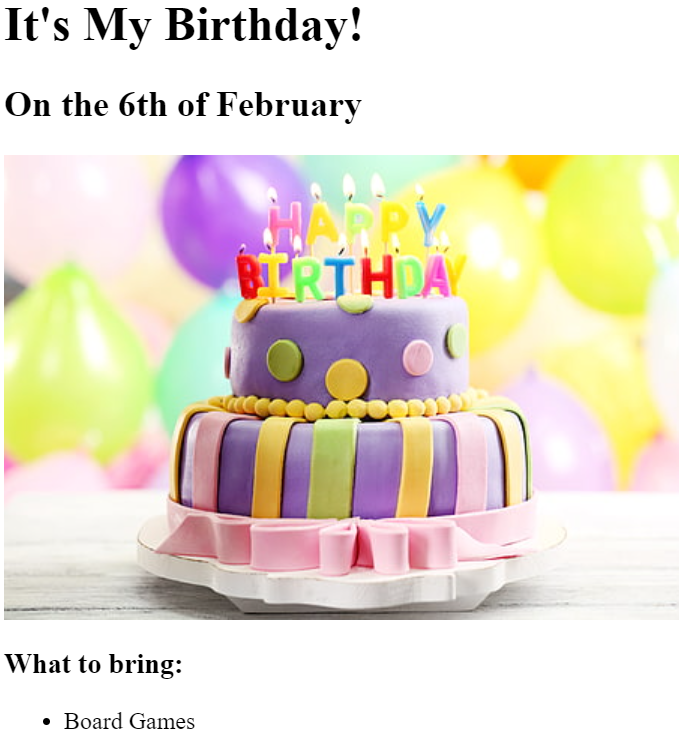 It's My Birthday!
On the 6th of February
HAPPY
BIRTHDAY
What to bring:
Board Games